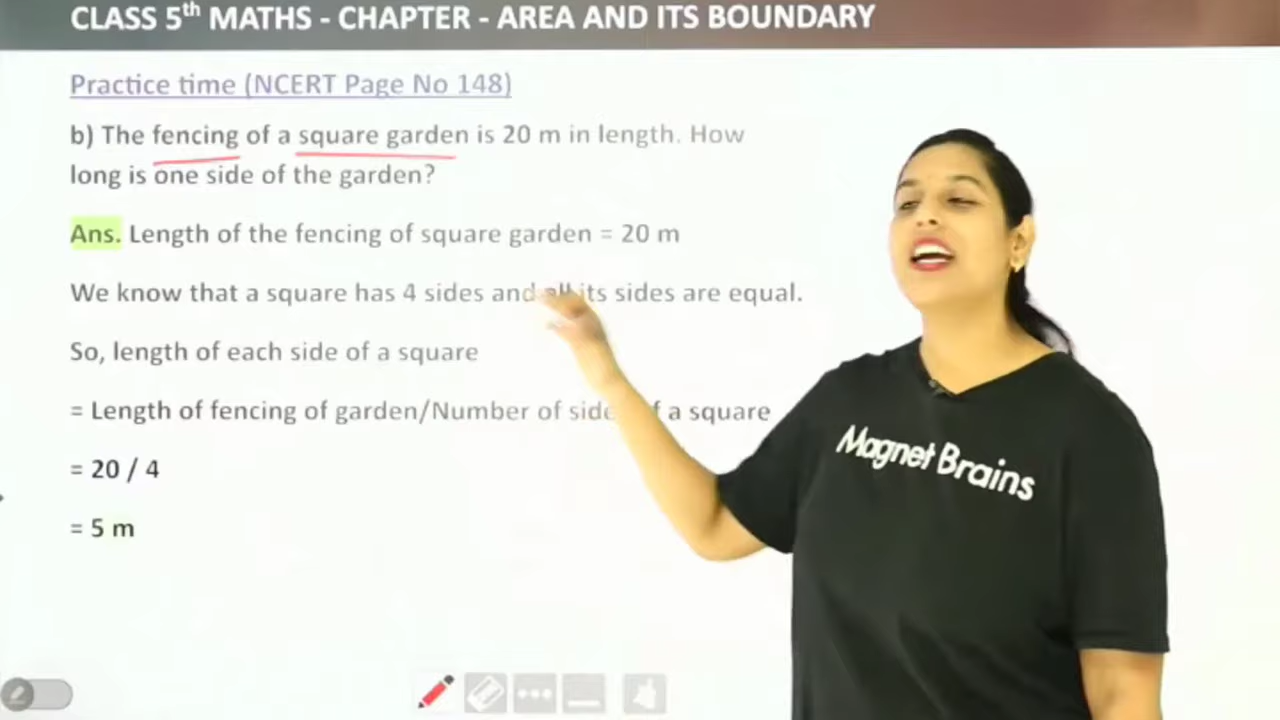 CLASS 5th MATHS - CHAPTER - AREA AND ITS BOUNDARY
Practice time (NCERT Page No 148)
b) The fencing of a square garden is 20 m in length. How
long is one side of the garden?
Ans. Length of the fencing of square garden = 20 m
We know that a square has 4 sides and all its sides are equal.
So, length of each side of a square
= Length of fencing of garden/Number of side f a square
= 20 / 4
= 5 m
Magnet Brains